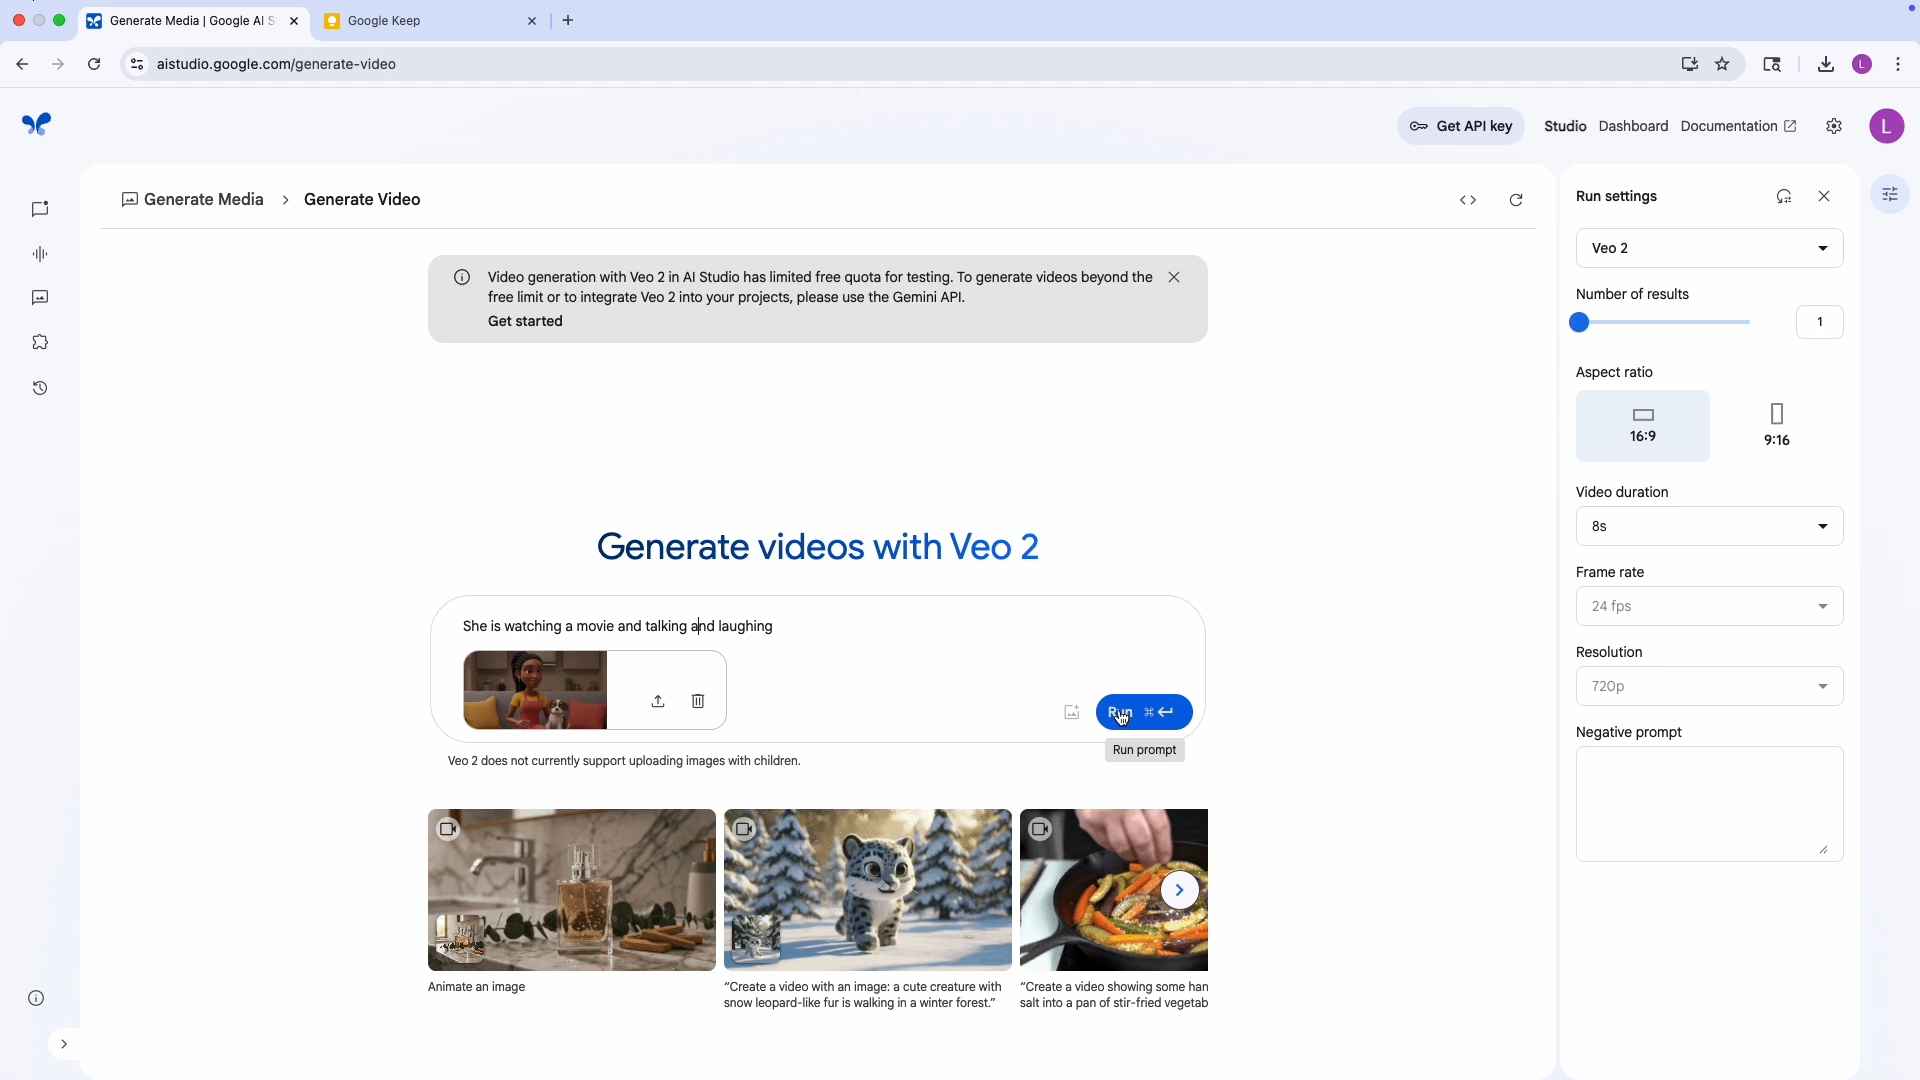 Generate Media | Google AI S
Google Keep
aistudio.google.com/generate-video
L
Get API key
Studio
Dashboard
Documentation
L
Generate Media > Generate Video
Video generation with Veo 2 in AI Studio has limited free quota for testing. To generate videos beyond the
free limit or to integrate Veo 2 into your projects, please use the Gemini API.
Get started
Generate videos with Veo 2
She is watching a movie and talking and laughing
Run ⌘
Run prompt
Veo 2 does not currently support uploading images with children.
Animate an image
“Create a video with an image: a cute creature with
snow leopard-like fur is walking in a winter forest.”
“Create a video showing some han
salt into a pan of stir-fried vegetab
Run settings
Veo 2
Number of results
1
Aspect ratio
16:9
9:16
Video duration
8s
Frame rate
24 fps
Resolution
720p
Negative prompt